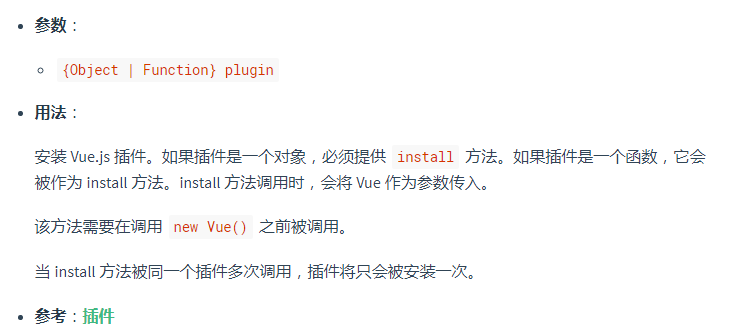 参数：
{Object | Function} plugin
用法：
安装 Vue.js 插件。如果插件是一个对象，必须提供 install 方法。如果插件是一个函数，它会
被作为 install 方法。install 方法调用时，会将 Vue 作为参数传入。
该方法需要在调用 new Vue() 之前被调用。
当 install 方法被同一个插件多次调用，插件将只会被安装一次。
参考：插件